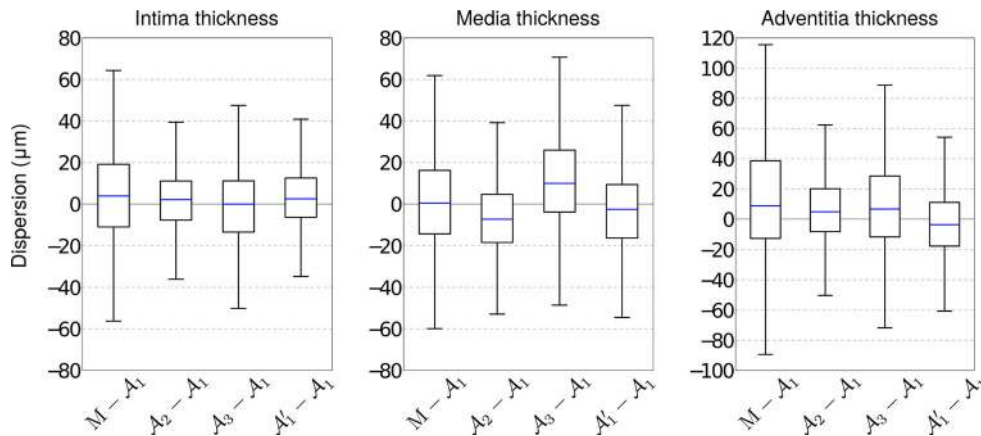 Intima thickness
Media thickness
Adventitia thickness
Dispersion (μm)
80
60
40
20
0
−20
−40
−60
−80
M − 𝒜₁
𝒜₂ − 𝒜₁
𝒜₃ − 𝒜₁
𝒜′₁ − 𝒜₁
80
60
40
20
0
−20
−40
−60
−80
M − 𝒜₁
𝒜₂ − 𝒜₁
𝒜₃ − 𝒜₁
𝒜′₁ − 𝒜₁
120
100
80
60
40
20
0
−20
−40
−60
−80
−100
M − 𝒜₁
𝒜₂ − 𝒜₁
𝒜₃ − 𝒜₁
𝒜′₁ − 𝒜₁